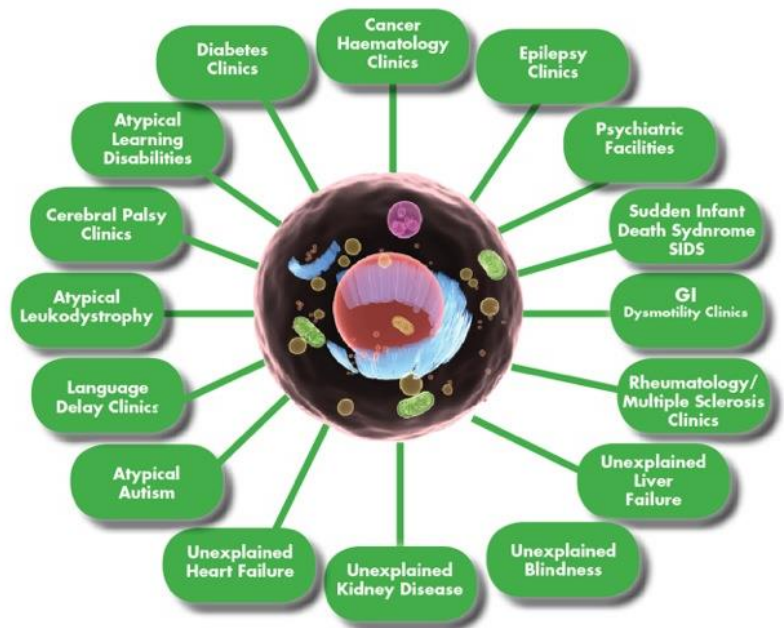 Cancer
Haematology
Clinics
Epilepsy
Clinics
Psychiatric
Facilities
Sudden Infant
Death Sydnrome
SIDS
GI
Dysmotility Clinics
Rheumatology/
Multiple Sclerosis
Clinics
Unexplained
Liver
Failure
Unexplained
Blindness
Unexplained
Kidney Disease
Unexplained
Heart Failure
Atypical
Autism
Language
Delay Clinics
Atypical
Leukodystrophy
Cerebral Palsy
Clinics
Atypical
Learning
Disabilities
Diabetes
Clinics